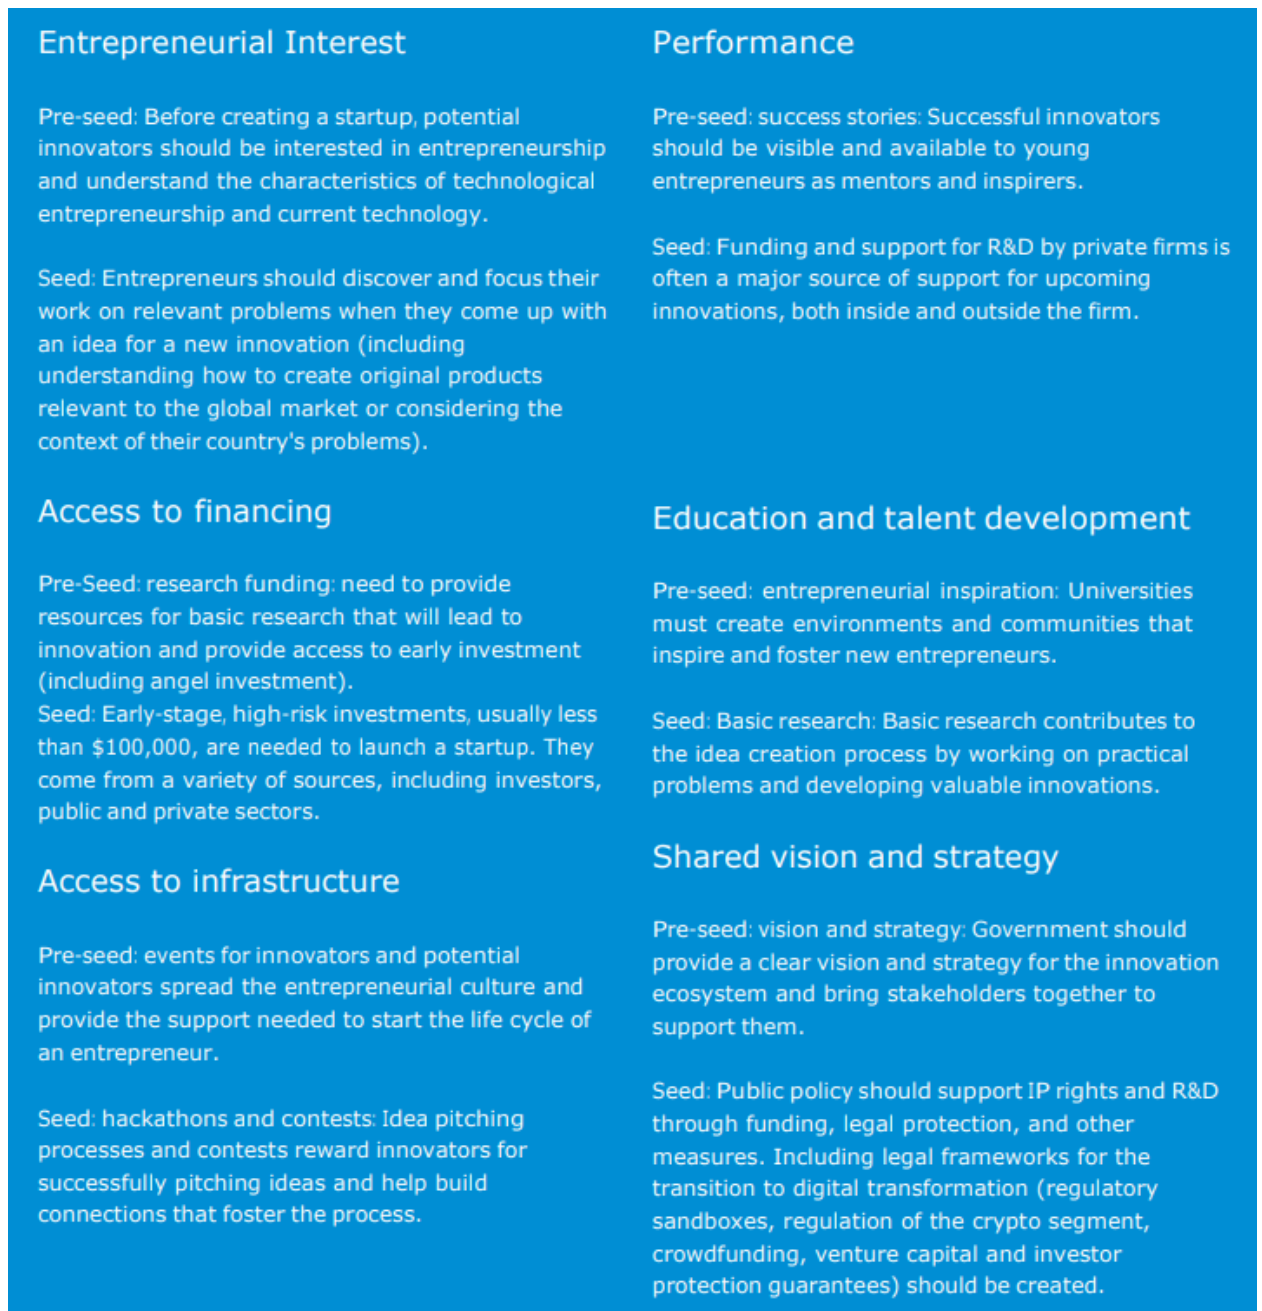 Entrepreneurial Interest
Pre-seed: Before creating a startup, potential
innovators should be interested in entrepreneurship
and understand the characteristics of technological
entrepreneurship and current technology.
Seed: Entrepreneurs should discover and focus their
work on relevant problems when they come up with
an idea for a new innovation (including
understanding how to create original products
relevant to the global market or considering the
context of their country's problems).
Access to financing
Pre-Seed: research funding: need to provide
resources for basic research that will lead to
innovation and provide access to early investment
(including angel investment).
Seed: Early-stage, high-risk investments, usually less
than $100,000, are needed to launch a startup. They
come from a variety of sources, including investors,
public and private sectors.
Access to infrastructure
Pre-seed: events for innovators and potential
innovators spread the entrepreneurial culture and
provide the support needed to start the life cycle of
an entrepreneur.
Seed: hackathons and contests: Idea pitching
processes and contests reward innovators for
successfully pitching ideas and help build
connections that foster the process.
Performance
Pre-seed: success stories: Successful innovators
should be visible and available to young
entrepreneurs as mentors and inspirers.
Seed: Funding and support for R&D by private firms is
often a major source of support for upcoming
innovations, both inside and outside the firm.
Education and talent development
Pre-seed: entrepreneurial inspiration: Universities
must create environments and communities that
inspire and foster new entrepreneurs.
Seed: Basic research: Basic research contributes to
the idea creation process by working on practical
problems and developing valuable innovations.
Shared vision and strategy
Pre-seed: vision and strategy: Government should
provide a clear vision and strategy for the innovation
ecosystem and bring stakeholders together to
support them.
Seed: Public policy should support IP rights and R&D
through funding, legal protection, and other
measures. Including legal frameworks for the
transition to digital transformation (regulatory
sandboxes, regulation of the crypto segment,
crowdfunding, venture capital and investor
protection guarantees) should be created.